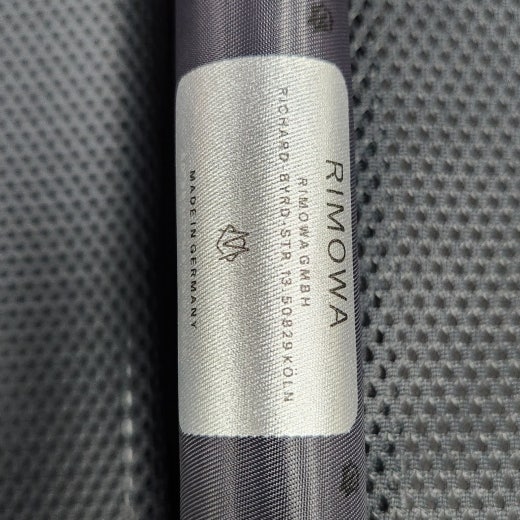 RIMOWA
RIMOWA GMBH
RICHARD-BYRD-STR.13. 50829 KÖLN
MADE IN GERMANY